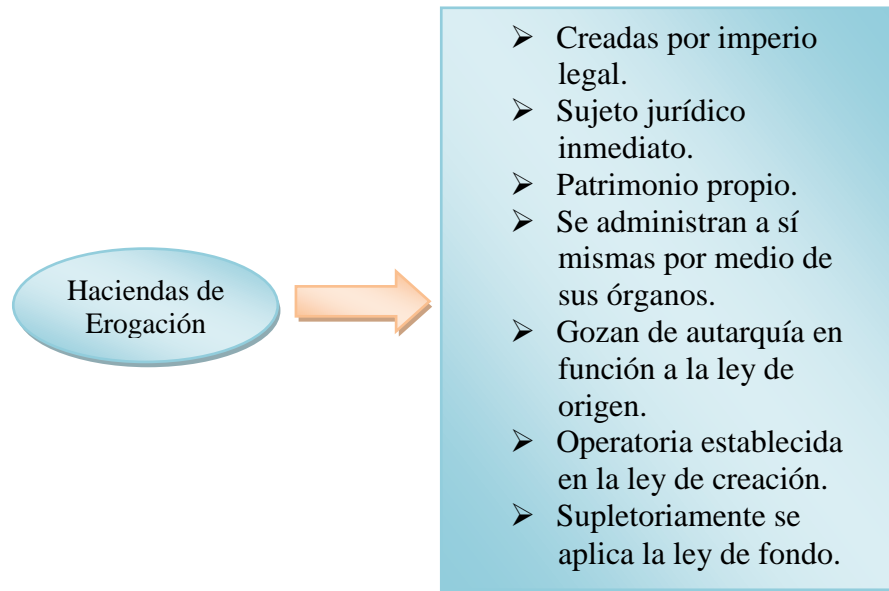 Haciendas de
Erogación
➢ Creadas por imperio
legal.
➢ Sujeto jurídico
inmediato.
➢ Patrimonio propio.
➢ Se administran a sí
mismas por medio de
sus órganos.
➢ Gozan de autarquía en
función a la ley de
origen.
➢ Operatoria establecida
en la ley de creación.
➢ Supletoriamente se
aplica la ley de fondo.